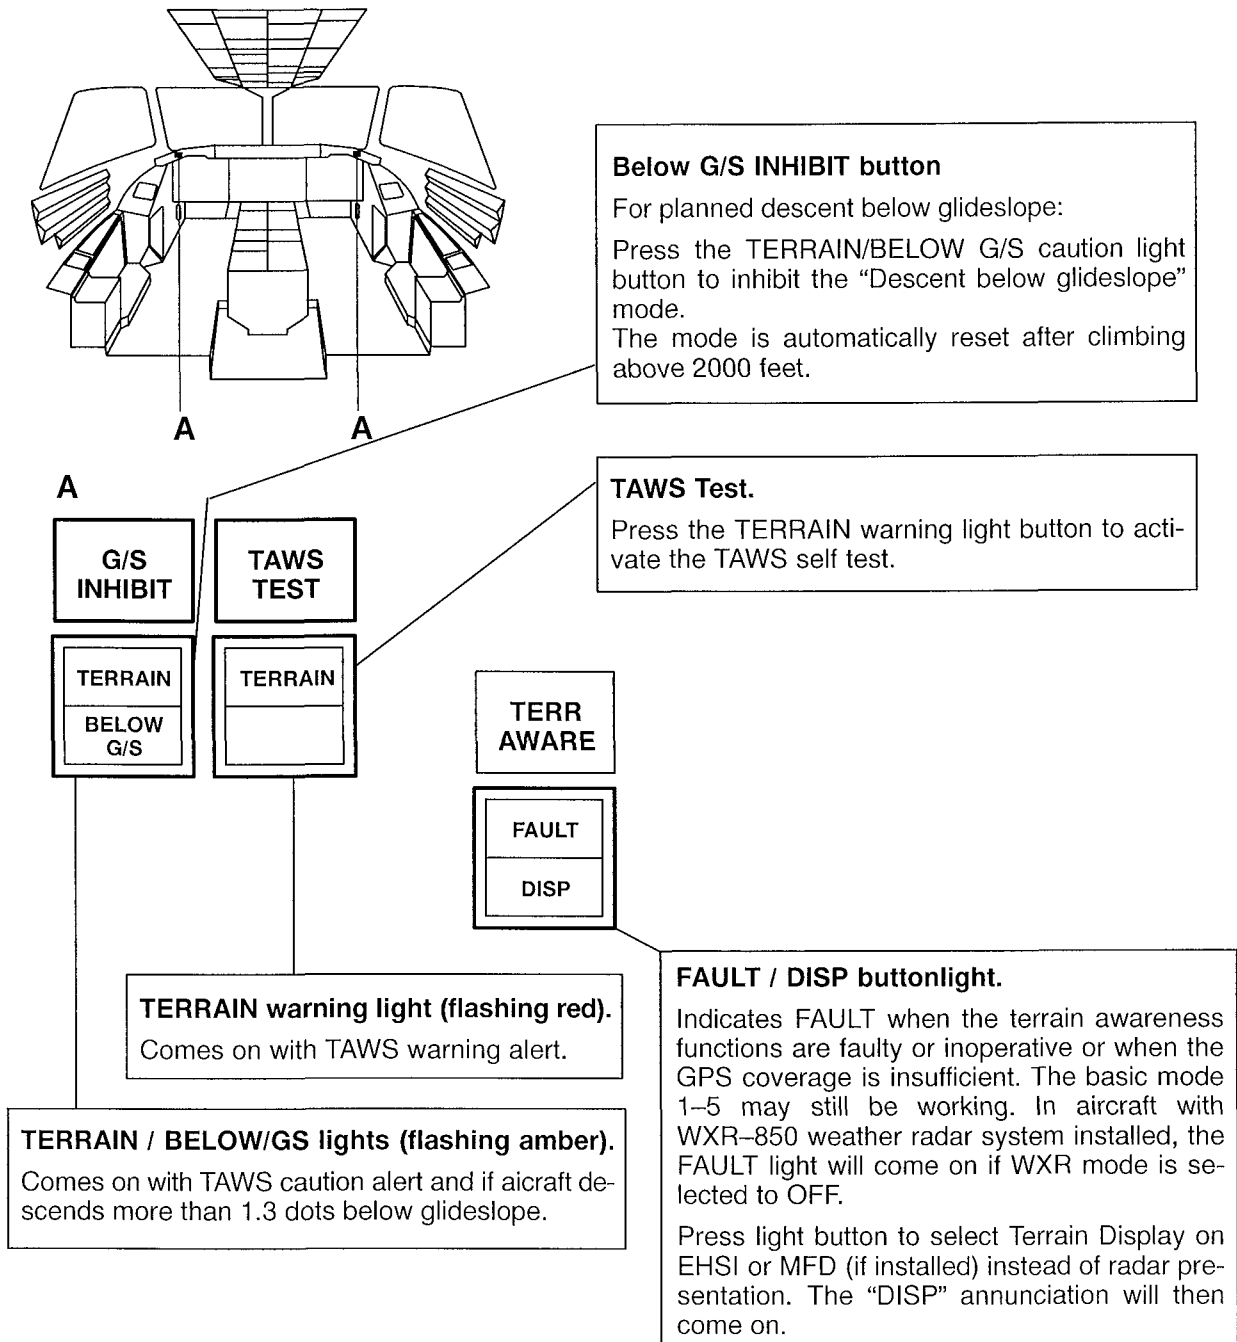 Below G/S INHIBIT button
For planned descent below glideslope:
Press the TERRAIN/BELOW G/S caution light
button to inhibit the “Descent below glideslope”
mode.
The mode is automatically reset after climbing
above 2000 feet.
A
A
A
TAWS Test.
Press the TERRAIN warning light button to acti-
vate the TAWS self test.
G/S
INHIBIT
TAWS
TEST
TERRAIN
BELOW
G/S
TERRAIN
TERR
AWARE
FAULT
DISP
TERRAIN warning light (flashing red).
Comes on with TAWS warning alert.
TERRAIN / BELOW/GS lights (flashing amber).
Comes on with TAWS caution alert and if aicraft de-
scends more than 1.3 dots below glideslope.
FAULT / DISP buttonlight.
Indicates FAULT when the terrain awareness
functions are faulty or inoperative or when the
GPS coverage is insufficient. The basic mode
1–5 may still be working. In aircraft with
WXR–850 weather radar system installed, the
FAULT light will come on if WXR mode is se-
lected to OFF.
Press light button to select Terrain Display on
EHSI or MFD (if installed) instead of radar pre-
sentation. The “DISP” annunciation will then
come on.